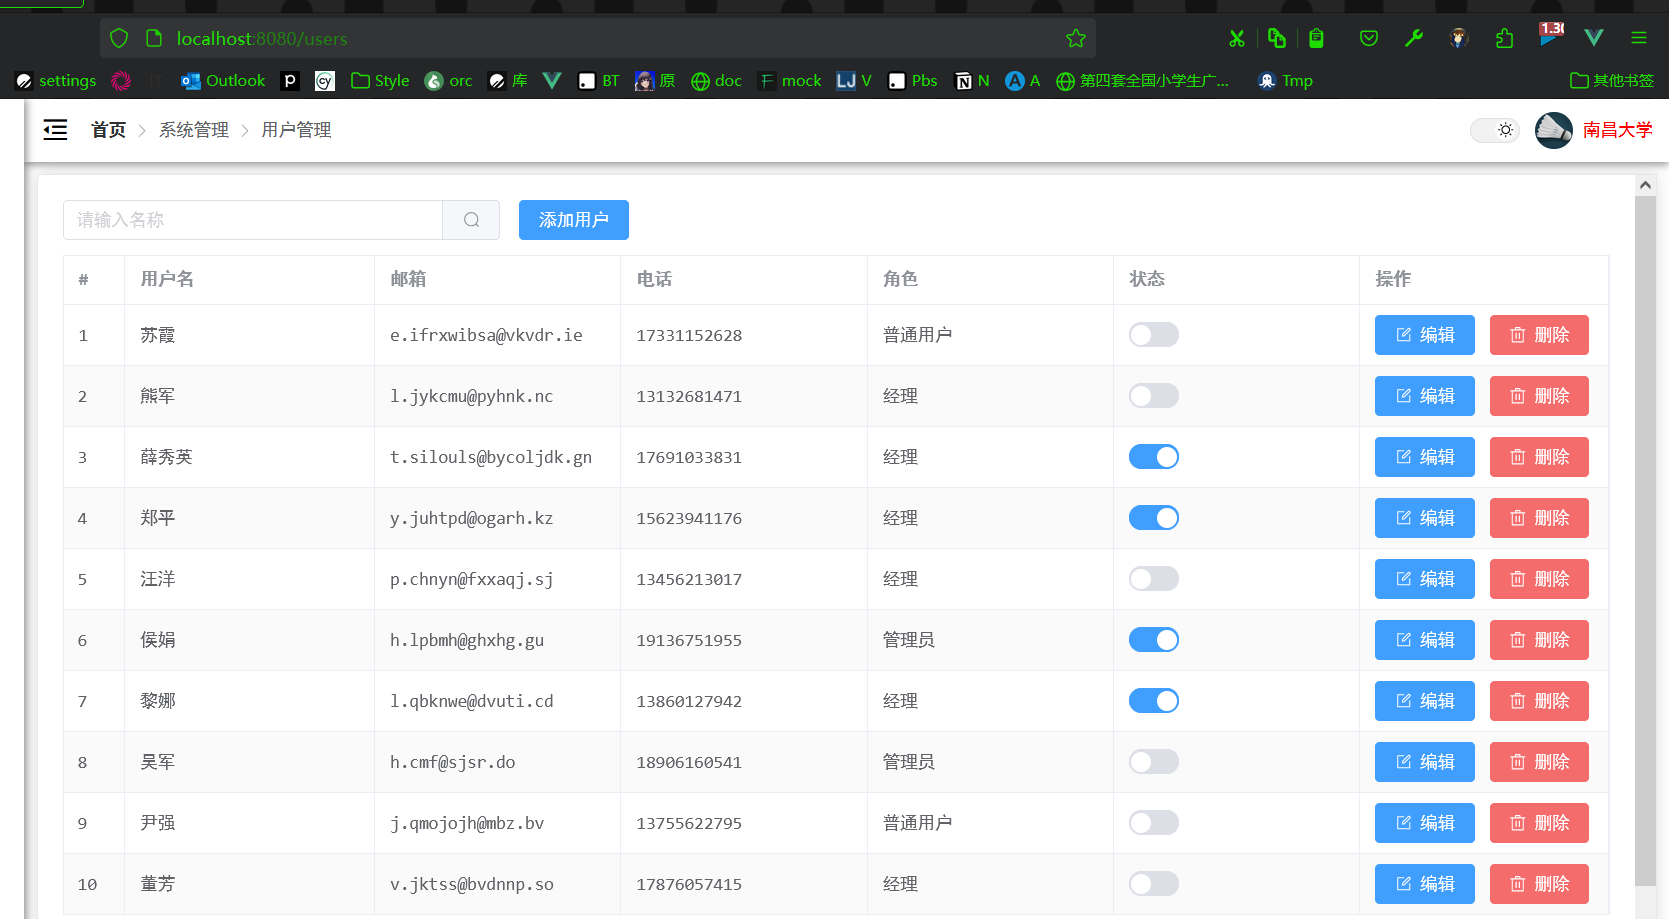 localhost:8080/users
1.30
settings IT Outlook p cy Style orc 库 BT 原 doc mock LJ V Pbs N A 第四套全国小学生广... Tmp 其他书签
首页 系统管理 用户管理 南昌大学
请输入名称 添加用户
# 用户名 邮箱 电话 角色 状态 操作
1 苏霞 e.ifrxwibsa@vkvdr.ie 17331152628 普通用户 编辑 删除
2 熊军 l.jykcmu@pyhnk.nc 13132681471 经理 编辑 删除
3 薛秀英 t.silouls@bycoljdk.gn 17691033831 经理 编辑 删除
4 郑平 y.juhtpd@ogarh.kz 15623941176 经理 编辑 删除
5 汪洋 p.chnyn@fxxaqj.sj 13456213017 经理 编辑 删除
6 侯娟 h.lpbmh@ghxhg.gu 19136751955 管理员 编辑 删除
7 黎娜 l.qbknwe@dvuti.cd 13860127942 经理 编辑 删除
8 吴军 h.cmf@sjsr.do 18906160541 管理员 编辑 删除
9 尹强 j.qmojojh@mbz.bv 13755622795 普通用户 编辑 删除
10 董芳 v.jktss@bvdnnp.so 17876057415 经理 编辑 删除